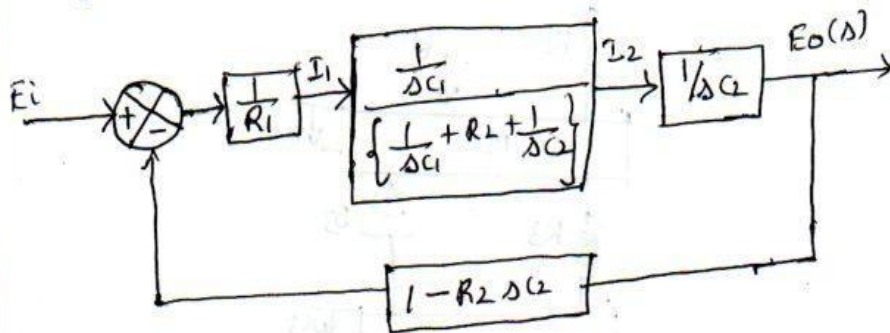 Ei
+
-
1/R1
I1
1/sC1
{1/sC1 + R2 + 1/sC2}
I2
1/sC2
Eo(s)
1 - R2 sC2